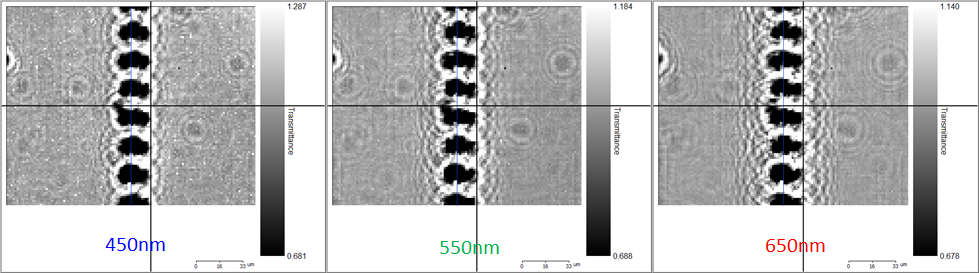 1.287
Transmittance
0.681
450nm
0 16 33 um
1.184
Transmittance
0.688
550nm
0 16 33 um
1.140
Transmittance
0.678
650nm
0 16 33 um